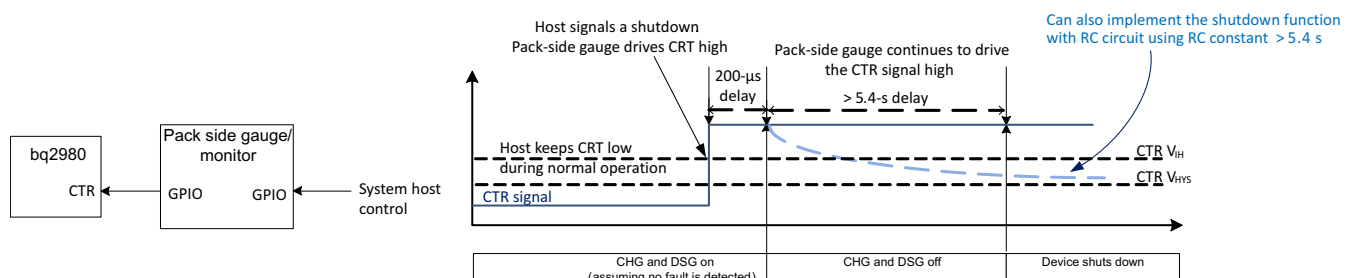 bq2980
CTR
Pack side gauge/
monitor
GPIO
GPIO
System host
control
Host signals a shutdown
Pack-side gauge drives CRT high
200-µs
delay
Pack-side gauge continues to drive
the CTR signal high
> 5.4-s delay
Can also implement the shutdown function
with RC circuit using RC constant > 5.4 s
Host keeps CRT low
during normal operation
CTR signal
CTR VIH
CTR VHYS
CHG and DSG on
(assuming no fault is detected)
CHG and DSG off
Device shuts down